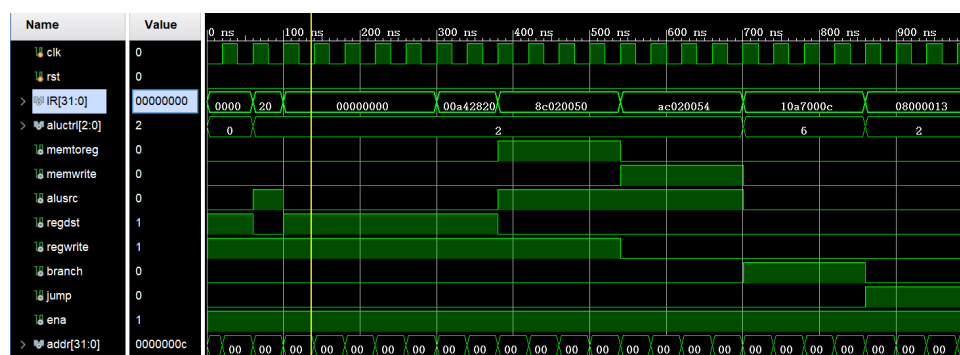 Name Value 0 ns 100 ns 200 ns 300 ns 400 ns 500 ns 600 ns 700 ns 800 ns 900 ns
clk 0
rst 0
IR[31:0] 00000000 0000 20 00000000 00a42820 8c020050 ac020054 10a7000c 08000013
aluctrl[2:0] 2 0 2 6 2
memtoreg 0
memwrite 0
alusrc 0
regdst 1
regwrite 1
branch 0
jump 0
ena 1
addr[31:0] 0000000c 00 00 00 00 00 00 00 00 00 00 00 00 00 00 00 00 00 00 00 00 00 00 00 00